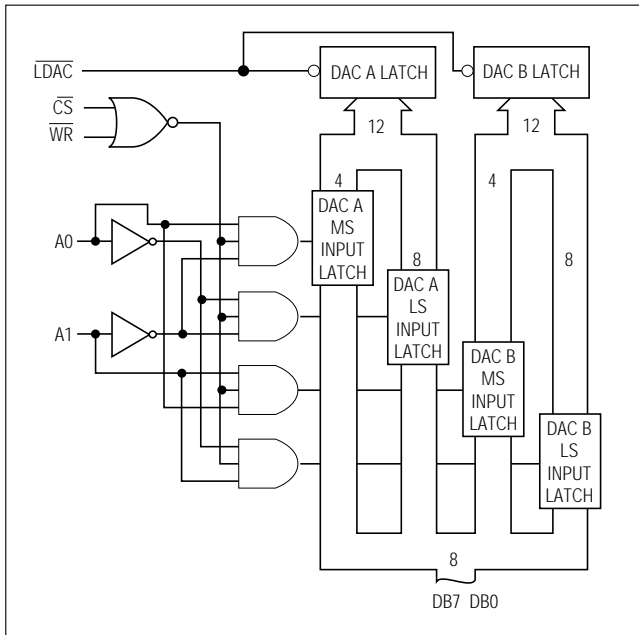 LDAC
DAC A LATCH
DAC B LATCH
CS
WR
12
12
4
4
DAC A
MS
INPUT
LATCH
A0
8
8
DAC A
LS
INPUT
LATCH
A1
DAC B
MS
INPUT
LATCH
DAC B
LS
INPUT
LATCH
8
DB7 DB0